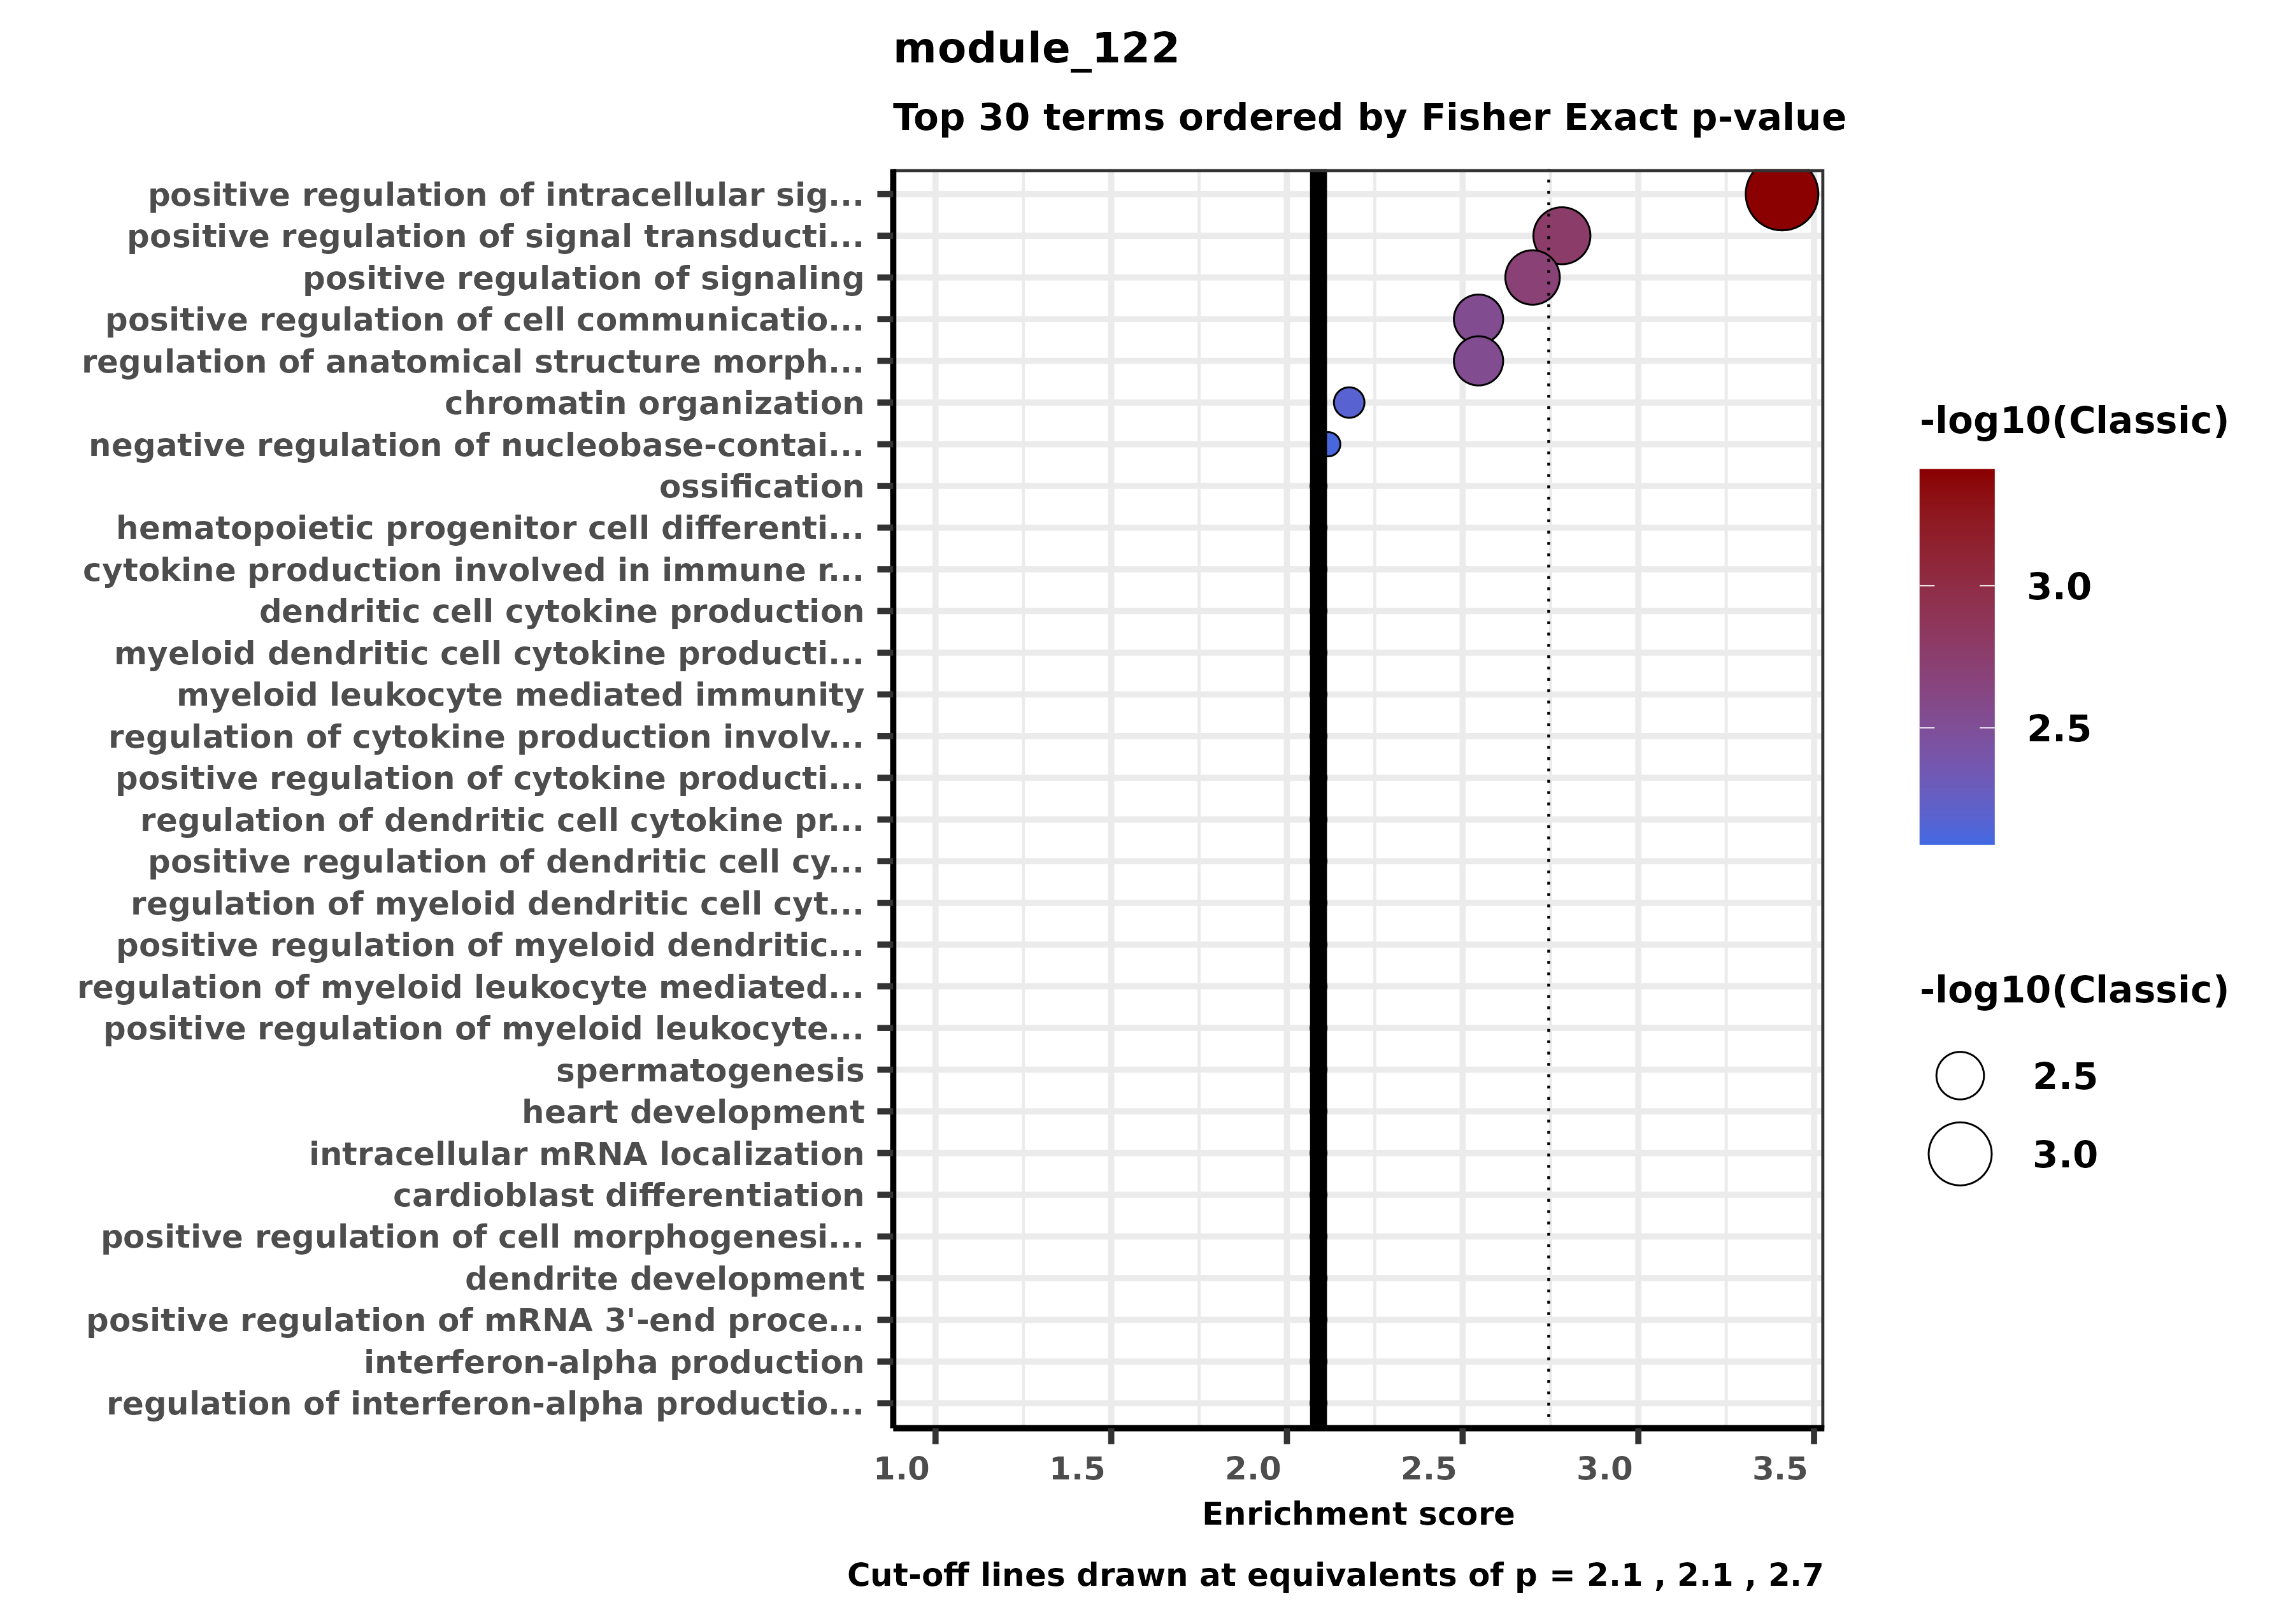 module_122
Top 30 terms ordered by Fisher Exact p-value
positive regulation of intracellular sig...
positive regulation of signal transducti...
positive regulation of signaling
positive regulation of cell communicatio...
regulation of anatomical structure morph...
chromatin organization
negative regulation of nucleobase-contai...
ossification
hematopoietic progenitor cell differenti...
cytokine production involved in immune r...
dendritic cell cytokine production
myeloid dendritic cell cytokine producti...
myeloid leukocyte mediated immunity
regulation of cytokine production involv...
positive regulation of cytokine producti...
regulation of dendritic cell cytokine pr...
positive regulation of dendritic cell cy...
regulation of myeloid dendritic cell cyt...
positive regulation of myeloid dendritic...
regulation of myeloid leukocyte mediated...
positive regulation of myeloid leukocyte...
spermatogenesis
heart development
intracellular mRNA localization
cardioblast differentiation
positive regulation of cell morphogenesi...
dendrite development
positive regulation of mRNA 3'-end proce...
interferon-alpha production
regulation of interferon-alpha productio...
1.0 1.5 2.0 2.5 3.0 3.5
Enrichment score
Cut-off lines drawn at equivalents of p = 2.1 , 2.1 , 2.7
-log10(Classic)
3.0
2.5
-log10(Classic)
2.5
3.0